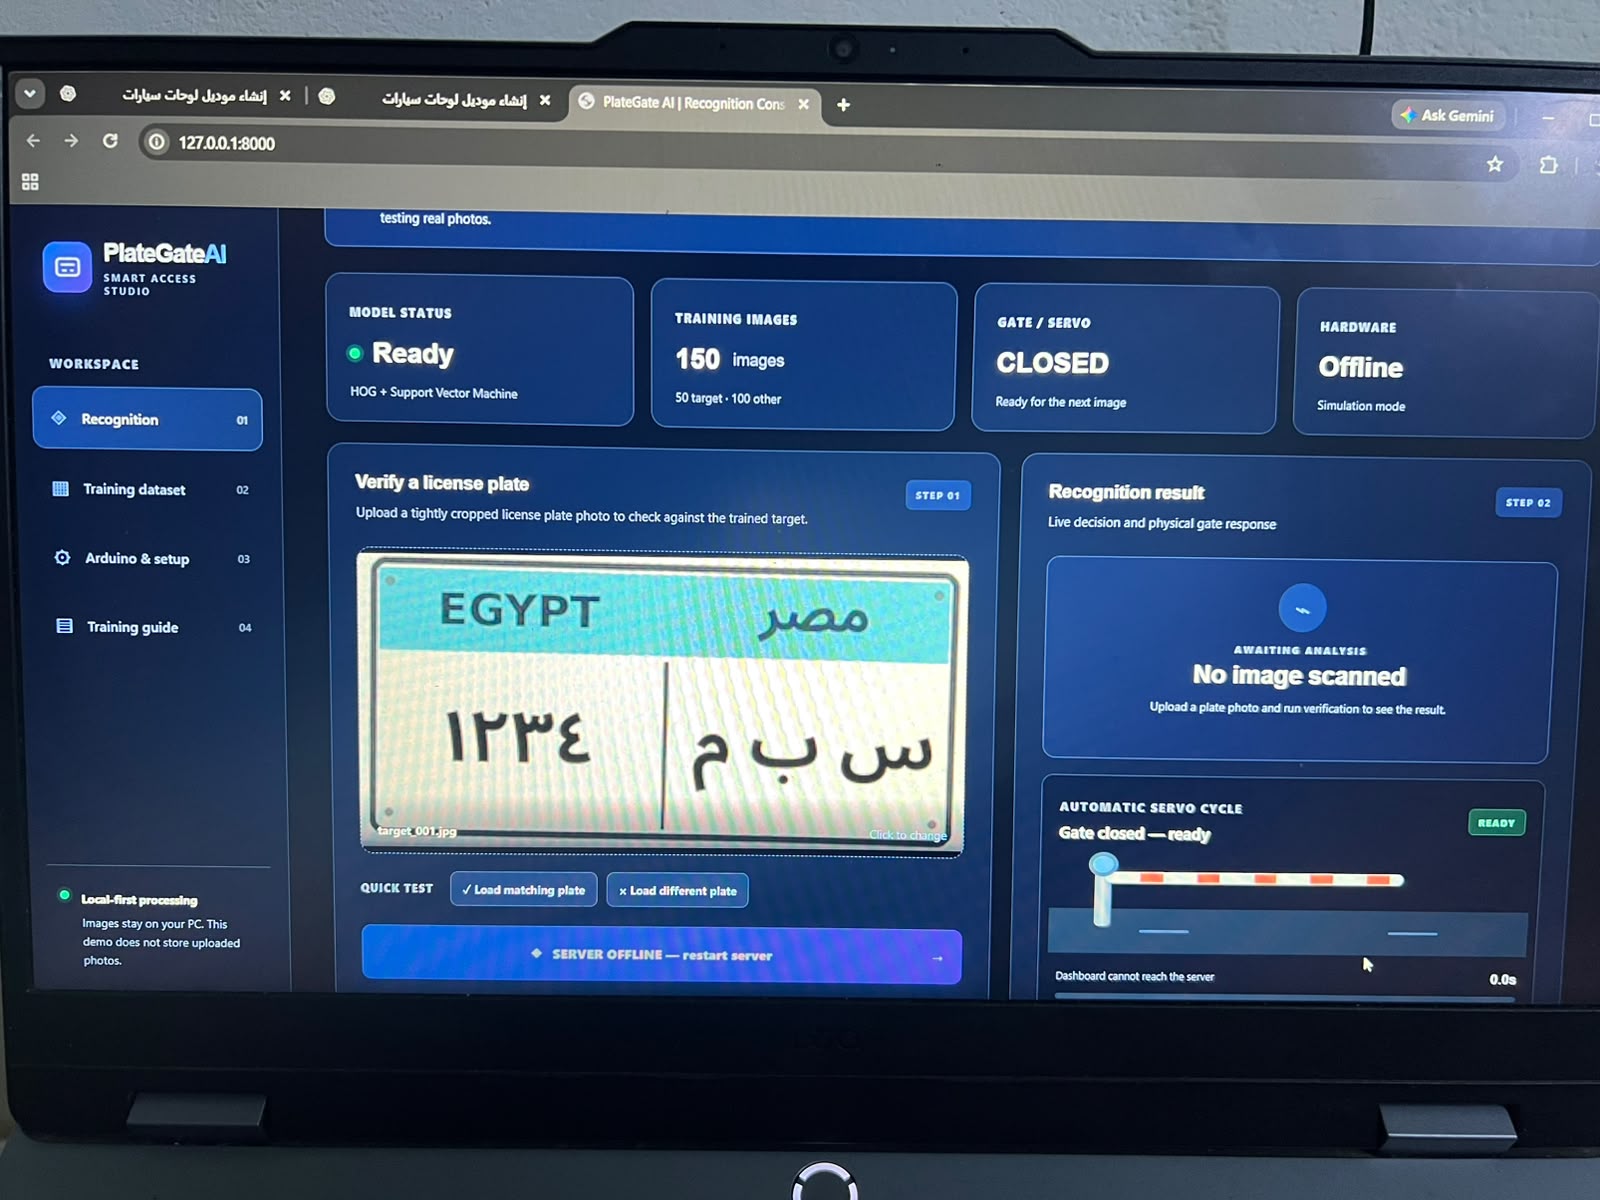 إنشاء موديل لوحات سيارات
إنشاء موديل لوحات سيارات
PlateGate AI | Recognition Cons
Ask Gemini
127.0.0.1:8000
PlateGateAI
SMART ACCESS
STUDIO
WORKSPACE
Recognition 01
Training dataset 02
Arduino & setup 03
Training guide 04
Local-first processing
Images stay on your PC. This
demo does not store uploaded
photos.
testing real photos.
MODEL STATUS
Ready
HOG + Support Vector Machine
TRAINING IMAGES
150 images
50 target · 100 other
GATE / SERVO
CLOSED
Ready for the next image
HARDWARE
Offline
Simulation mode
Verify a license plate
STEP 01
Upload a tightly cropped license plate photo to check against the trained target.
EGYPT مصر
١٢٣٤ س ب م
target_001.jpg
Click to change
QUICK TEST
✓ Load matching plate
× Load different plate
SERVER OFFLINE — restart server →
Recognition result
STEP 02
Live decision and physical gate response
AWAITING ANALYSIS
No image scanned
Upload a plate photo and run verification to see the result.
AUTOMATIC SERVO CYCLE
Gate closed — ready
READY
Dashboard cannot reach the server
0.0s